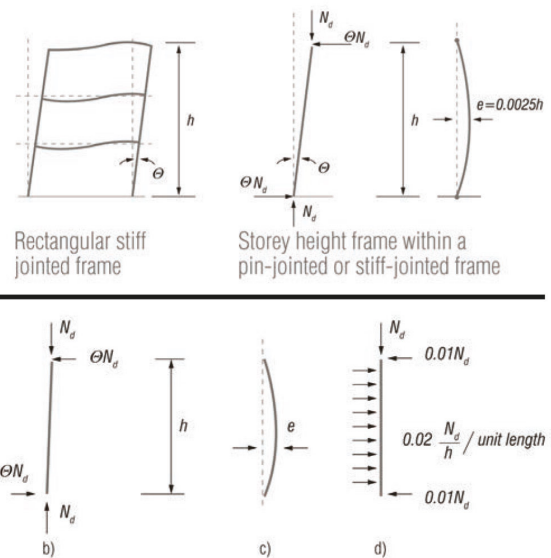 N_d
ΘN_d
h
h
e=0.0025h
Θ
Θ
ΘN_d
N_d
Rectangular stiff
jointed frame
Storey height frame within a
pin-jointed or stiff-jointed frame
N_d
N_d
ΘN_d
0.01N_d
h
e
0.02 N_d/h / unit length
ΘN_d
0.01N_d
N_d
b)
c)
d)